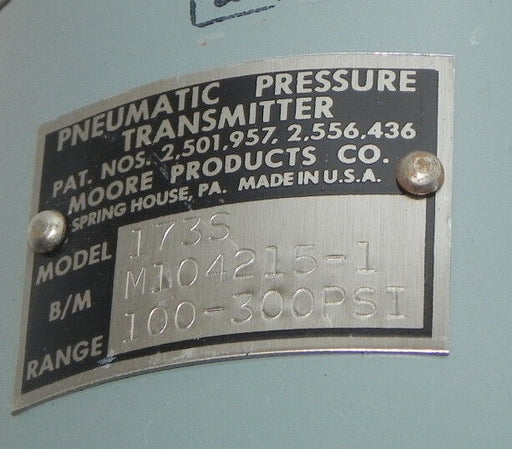 PNEUMATIC PRESSURE
TRANSMITTER
PAT. NOS. 2,501,957, 2,556,436
MOORE PRODUCTS CO.
SPRING HOUSE, PA. MADE IN U.S.A.
MODEL 173S
B/M M104215-1
RANGE 100-300PSI